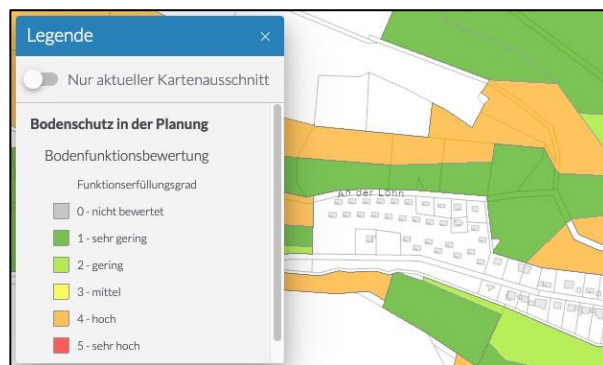 Legende ×
Nur aktueller Kartenausschnitt
Bodenschutz in der Planung
Bodenfunktionsbewertung
Funktionserfüllungsgrad
0 - nicht bewertet
1 - sehr gering
2 - gering
3 - mittel
4 - hoch
5 - sehr hoch
An der Lohn